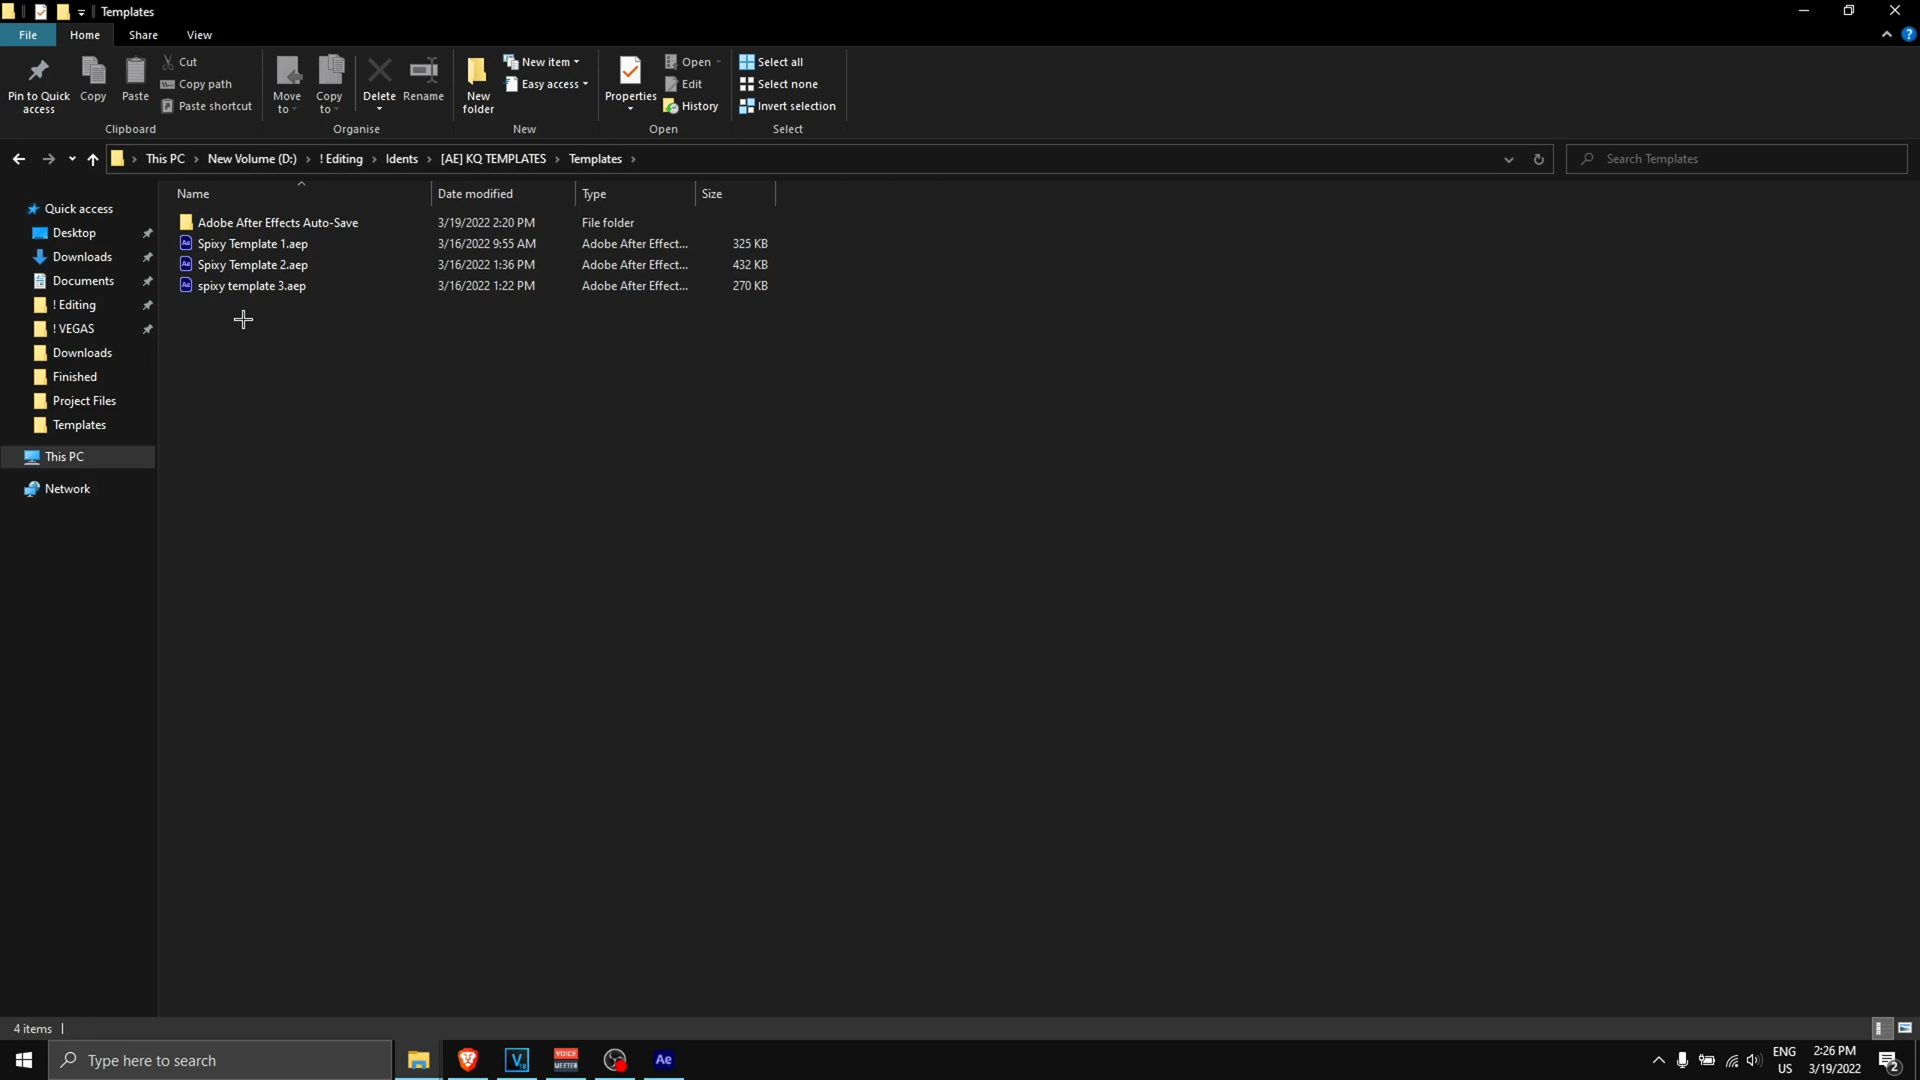 Templates
File Home Share View
Pin to Quick access
Copy
Paste
Cut
Copy path
Paste shortcut
Clipboard
Move to
Copy to
Delete
Rename
Organise
New folder
New item
Easy access
New
Properties
Open
Edit
History
Open
Select all
Select none
Invert selection
Select
This PC > New Volume (D:) > ! Editing > Idents > [AE] KQ TEMPLATES > Templates >
Search Templates
Quick access
Desktop
Downloads
Documents
! Editing
! VEGAS
Downloads
Finished
Project Files
Templates
This PC
Network
Name Date modified Type Size
Adobe After Effects Auto-Save 3/19/2022 2:20 PM File folder
Spixy Template 1.aep 3/16/2022 9:55 AM Adobe After Effect... 325 KB
Spixy Template 2.aep 3/16/2022 1:36 PM Adobe After Effect... 432 KB
spixy template 3.aep 3/16/2022 1:22 PM Adobe After Effect... 270 KB
4 items
Type here to search
VOICE
MEETER
Ae
ENG
US
2:26 PM
3/19/2022
2